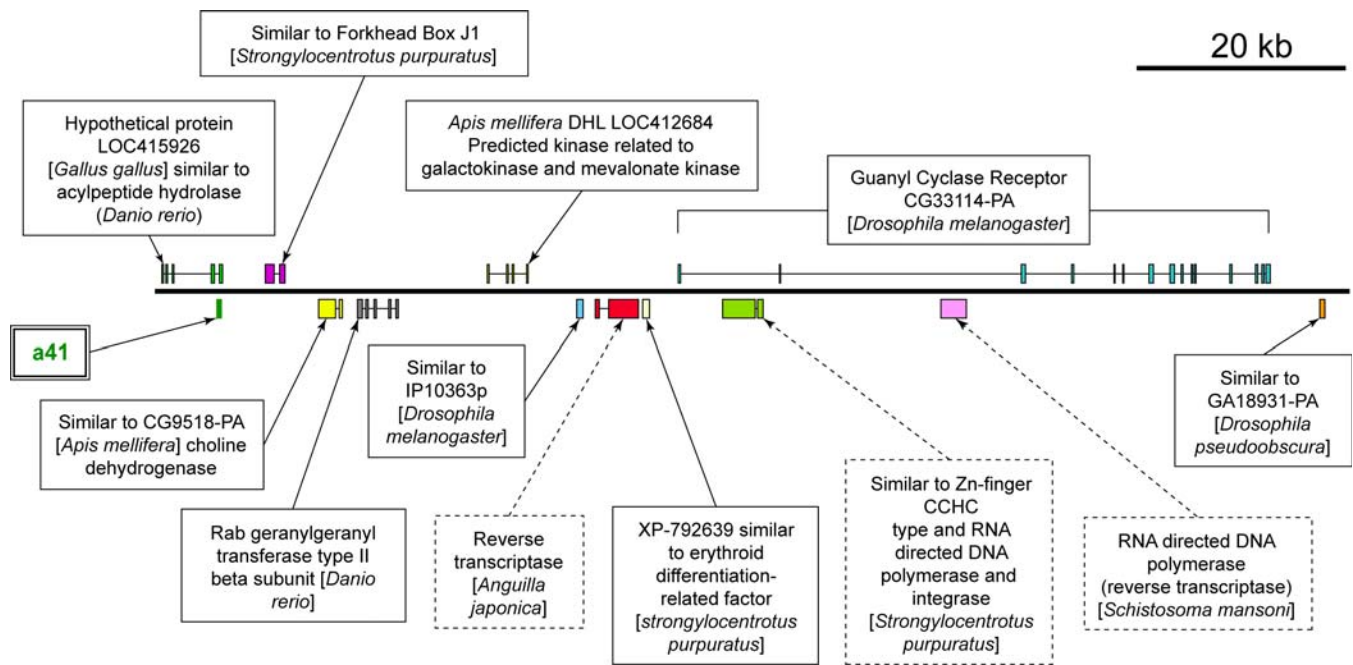 Similar to Forkhead Box J1
[Strongylocentrotus purpuratus]
20 kb
Hypothetical protein
LOC415926
[Gallus gallus] similar to
acylpeptide hydrolase
(Danio rerio)
Apis mellifera DHL LOC412684
Predicted kinase related to
galactokinase and mevalonate kinase
Guanyl Cyclase Receptor
CG33114-PA
[Drosophila melanogaster]
a41
Similar to CG9518-PA
[Apis mellifera] choline
dehydrogenase
Rab geranylgeranyl
transferase type II
beta subunit [Danio
rerio]
Similar to
IP10363p
[Drosophila
melanogaster]
Reverse
transcriptase
[Anguilla
japonica]
XP-792639 similar
to erythroid
differentiation-
related factor
[strongylocentrotus
purpuratus]
Similar to Zn-finger
CCHC
type and RNA
directed DNA
polymerase and
integrase
[Strongylocentrotus
purpuratus]
RNA directed DNA
polymerase
(reverse transcriptase)
[Schistosoma mansoni]
Similar to
GA18931-PA
[Drosophila
pseudoobscura]